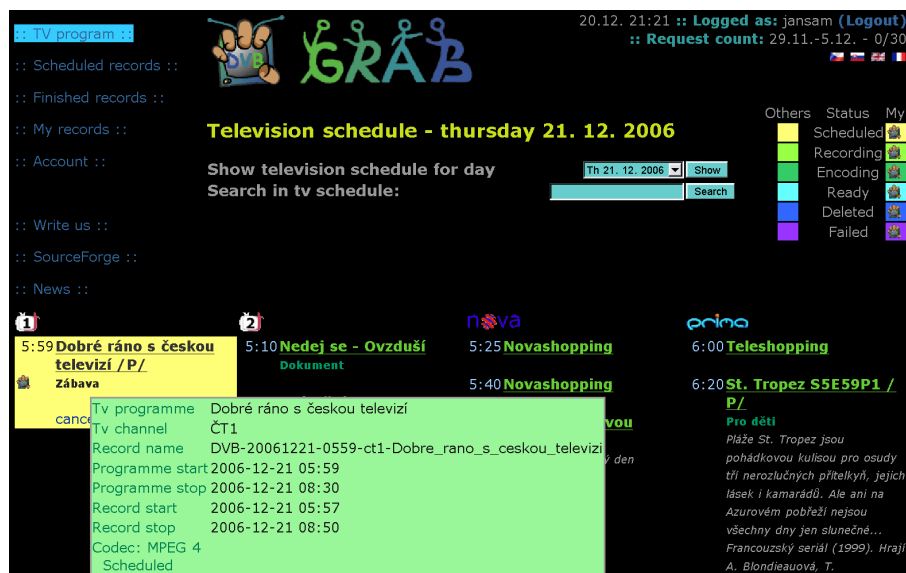 20.12. 21:21 :: Logged as: jansam (Logout)
:: Request count: 29.11.-5.12. - 0/30
:: TV program ::
:: Scheduled records ::
:: Finished records ::
:: My records ::
:: Account ::
:: Write us ::
:: SourceForge ::
:: News ::
DVB GRAB
Television schedule - thursday 21. 12. 2006
Show television schedule for day Th 21. 12. 2006 Show
Search in tv schedule: Search
Others Status My
Scheduled
Recording
Encoding
Ready
Deleted
Failed
1
5:59 Dobré ráno s českou
televizí /P/
Zábava
2
5:10 Nedej se - Ovzduší
Dokument
nova
5:25 Novashopping
5:40 Novashopping
ý den
prima
6:00 Teleshopping
6:20 St. Tropez S5E59P1 /
P/
Pro děti
Pláže St. Tropez jsou
pohádkovou kulisou pro osudy
tří nerozlučných přítelkyň, jejich
lásek i kamarádů. Ale ani na
Azurovém pobřeží nejsou
všechny dny jen slunečné...
Francouzský seriál (1999). Hrají
A. Blondieauová, T.
Tv programme Dobré ráno s českou televizí
Tv channel ČT1
Record name DVB-20061221-0559-ct1-Dobre_rano_s_ceskou_televizi
Programme start 2006-12-21 05:59
Programme stop 2006-12-21 08:30
Record start 2006-12-21 05:57
Record stop 2006-12-21 08:50
Codec: MPEG 4
Scheduled